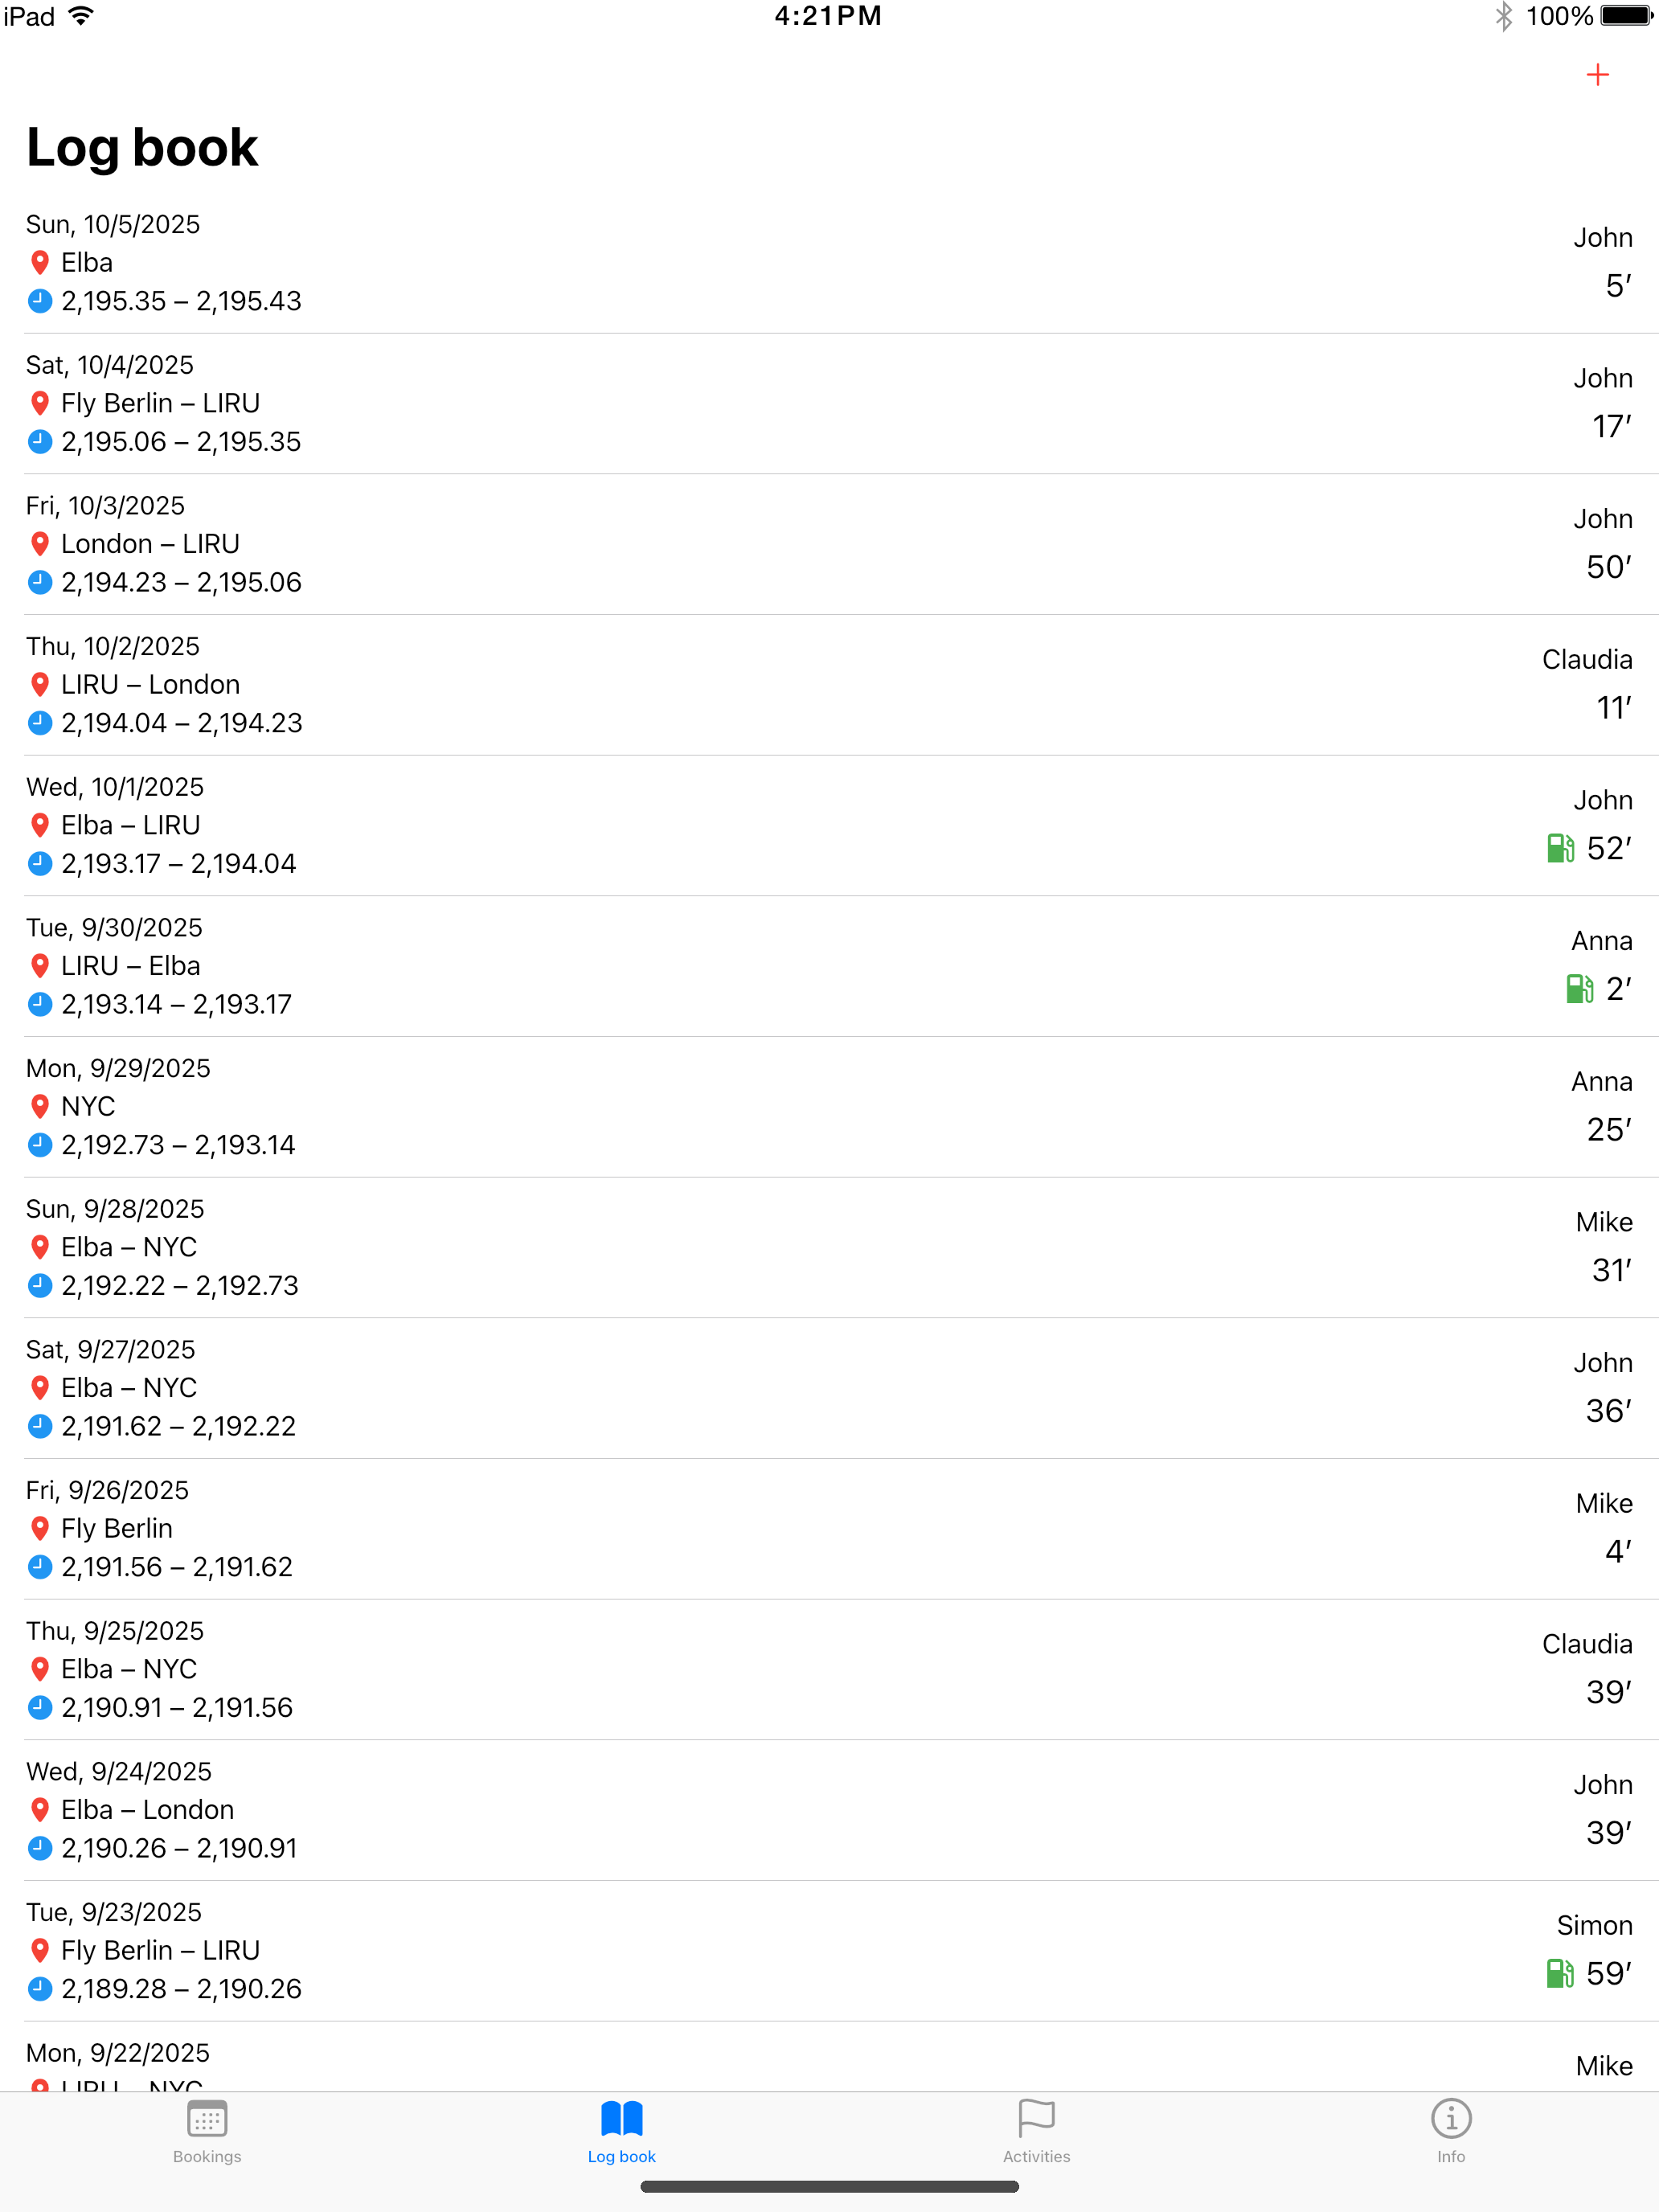 iPad 4:21PM 100%
Log book
Sun, 10/5/2025
Elba
2,195.35 – 2,195.43
John
5′
Sat, 10/4/2025
Fly Berlin – LIRU
2,195.06 – 2,195.35
John
17′
Fri, 10/3/2025
London – LIRU
2,194.23 – 2,195.06
John
50′
Thu, 10/2/2025
LIRU – London
2,194.04 – 2,194.23
Claudia
11′
Wed, 10/1/2025
Elba – LIRU
2,193.17 – 2,194.04
John
52′
Tue, 9/30/2025
LIRU – Elba
2,193.14 – 2,193.17
Anna
2′
Mon, 9/29/2025
NYC
2,192.73 – 2,193.14
Anna
25′
Sun, 9/28/2025
Elba – NYC
2,192.22 – 2,192.73
Mike
31′
Sat, 9/27/2025
Elba – NYC
2,191.62 – 2,192.22
John
36′
Fri, 9/26/2025
Fly Berlin
2,191.56 – 2,191.62
Mike
4′
Thu, 9/25/2025
Elba – NYC
2,190.91 – 2,191.56
Claudia
39′
Wed, 9/24/2025
Elba – London
2,190.26 – 2,190.91
John
39′
Tue, 9/23/2025
Fly Berlin – LIRU
2,189.28 – 2,190.26
Simon
59′
Mon, 9/22/2025
LIRU – NYC
Mike
Bookings
Log book
Activities
Info